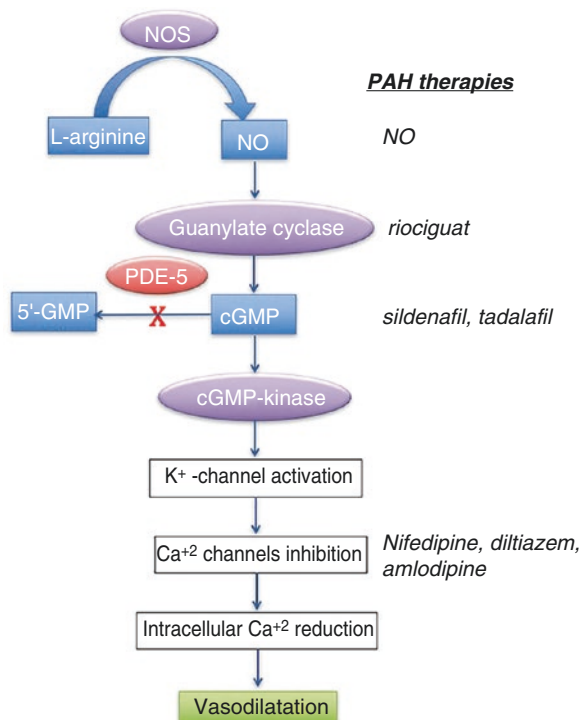 NOS
PAH therapies
L-arginine
NO
NO
Guanylate cyclase
riociguat
PDE-5
5'-GMP
X
cGMP
sildenafil, tadalafil
cGMP-kinase
K+ -channel activation
Ca+2 channels inhibition
Nifedipine, diltiazem,
amlodipine
Intracellular Ca+2 reduction
Vasodilatation